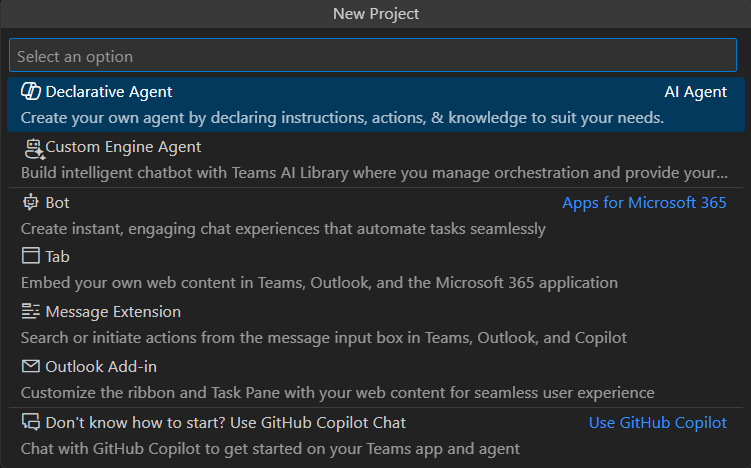 New Project
Select an option
Declarative Agent AI Agent
Create your own agent by declaring instructions, actions, & knowledge to suit your needs.
Custom Engine Agent
Build intelligent chatbot with Teams AI Library where you manage orchestration and provide your...
Bot Apps for Microsoft 365
Create instant, engaging chat experiences that automate tasks seamlessly
Tab
Embed your own web content in Teams, Outlook, and the Microsoft 365 application
Message Extension
Search or initiate actions from the message input box in Teams, Outlook, and Copilot
Outlook Add-in
Customize the ribbon and Task Pane with your web content for seamless user experience
Don't know how to start? Use GitHub Copilot Chat Use GitHub Copilot
Chat with GitHub Copilot to get started on your Teams app and agent